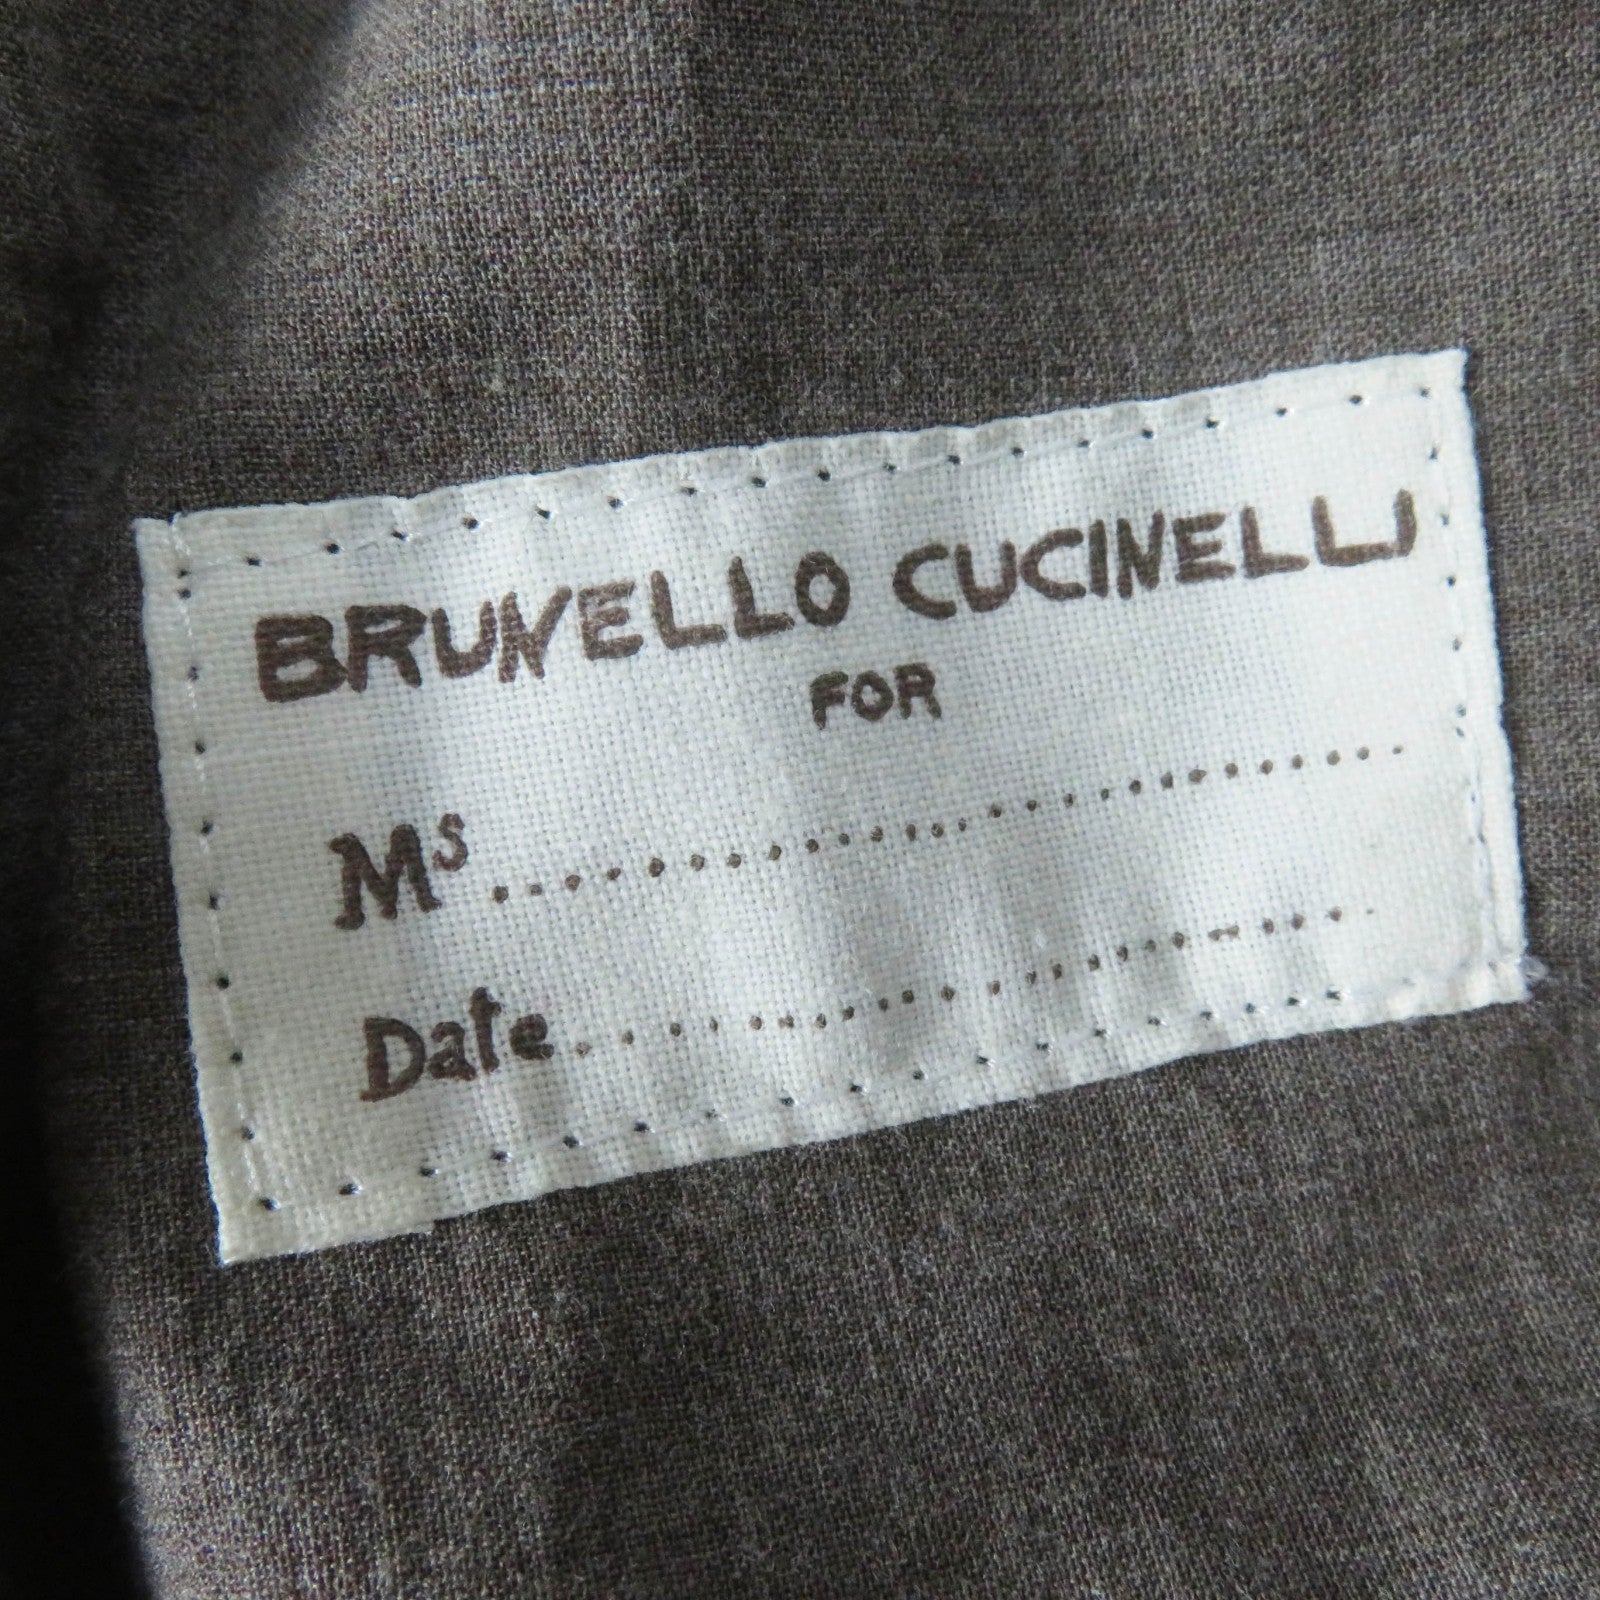 BRUNELLO CUCINELLI
FOR
Ms..............................
Date..............................